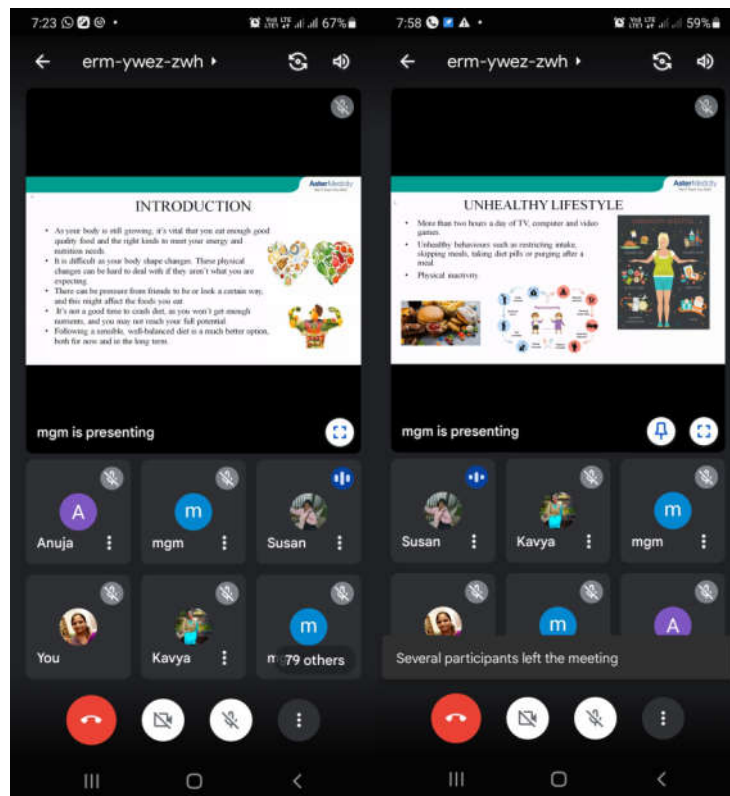 7:23
67%
erm-ywez-zwh
Aster Medcity
INTRODUCTION
• As your body is still growing, it's vital that you eat enough good
quality food and the right kinds to meet your energy and
nutrition needs.
• It is difficult as your body shape changes. These physical
changes can be hard to deal with if they aren't what you are
expecting.
• There can be pressure from friends to be or look a certain way,
and this might affect the foods you eat.
• It's not a good time to crash diet, as you won't get enough
nutrients, and you may not reach your full potential.
• Following a sensible, well-balanced diet is a much better option,
both for now and in the long term.
mgm is presenting
A
m
Anuja
mgm
Susan
m
You
Kavya
m
79 others
7:58
59%
erm-ywez-zwh
Aster Medcity
UNHEALTHY LIFESTYLE
• More than two hours a day of TV, computer and video
games.
• Unhealthy behaviours such as restricting intake,
skipping meals, taking diet pills or purging after a
meal.
• Physical inactivity
mgm is presenting
m
Susan
Kavya
mgm
m
A
Several participants left the meeting